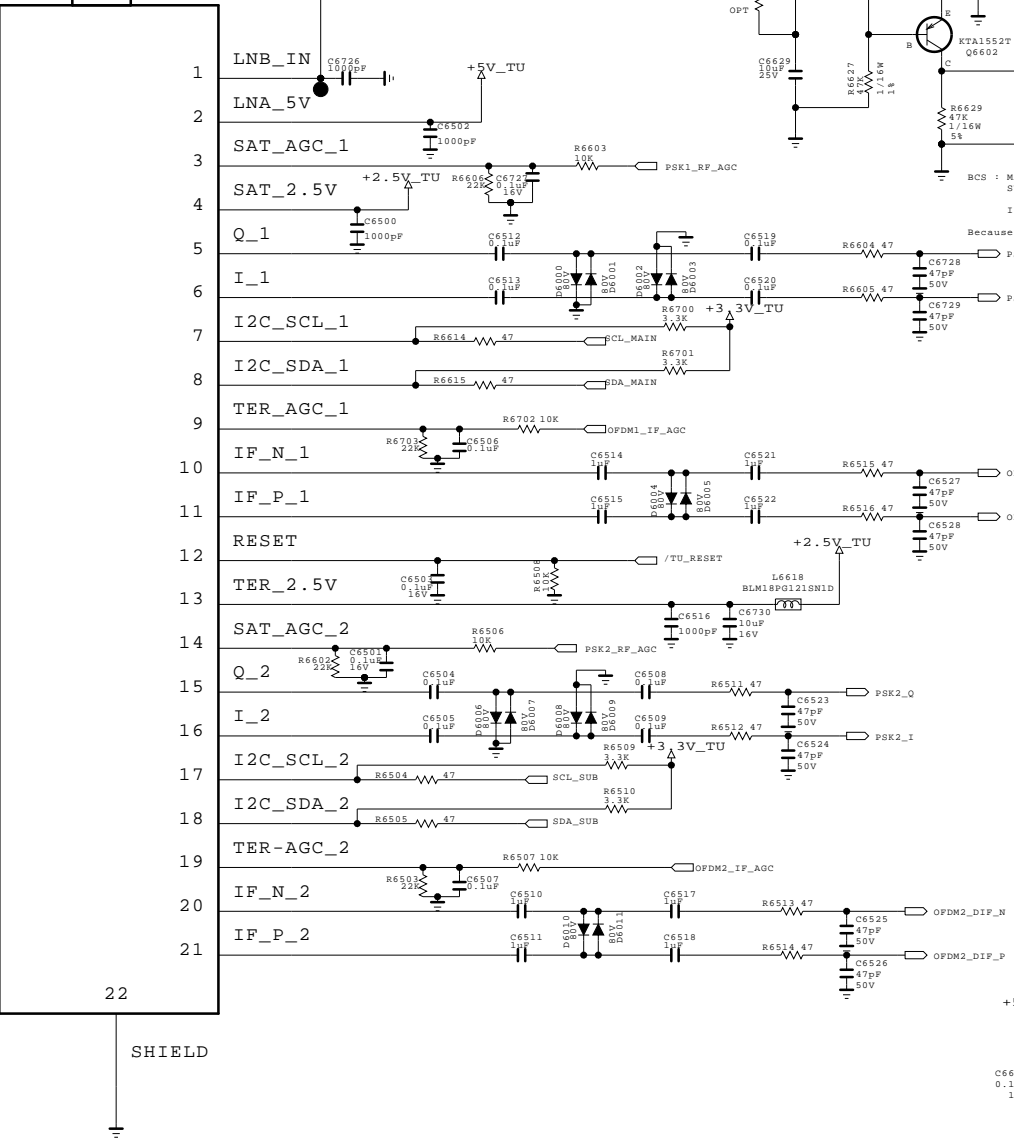 OPT
E
B
C
KTA1552T
Q6602
C6629
10uF
25V
R6627
47K
1/16W
1%
R6629
47K
1/16W
5%
BCS : M
S
I
Because
1
LNB_IN
C6726
1000pF
+5V_TU
2
LNA_5V
C6502
1000pF
3
SAT_AGC_1
R6606
22K
C6727
0.1uF
16V
R6603
10K
PSK1_RF_AGC
4
SAT_2.5V
+2.5V_TU
C6500
1000pF
5
Q_1
C6512
0.1uF
D6000
80V
80V
D6001
D6002
80V
80V
D6003
C6519
0.1uF
R6604 47
C6728
47pF
50V
P
6
I_1
C6513
0.1uF
C6520
0.1uF
R6605 47
C6729
47pF
50V
P
7
I2C_SCL_1
R6614 47
SCL_MAIN
R6700
3.3K
+3.3V_TU
8
I2C_SDA_1
R6615 47
SDA_MAIN
R6701
3.3K
9
TER_AGC_1
R6703
22K
C6506
0.1uF
R6702 10K
OFDM1_IF_AGC
10
IF_N_1
C6514
1uF
D6004
80V
80V
D6005
C6521
1uF
R6515 47
C6527
47pF
50V
O
11
IF_P_1
C6515
1uF
C6522
1uF
R6516 47
C6528
47pF
50V
O
12
RESET
C6503
0.1uF
16V
R6508
10K
/TU_RESET
13
TER_2.5V
C6516
1000pF
C6730
10uF
16V
L6618
BLM18PG121SN1D
+2.5V_TU
14
SAT_AGC_2
R6602
22K
C6501
0.1uF
16V
R6506
10K
PSK2_RF_AGC
15
Q_2
C6504
0.1uF
D6006
80V
80V
D6007
D6008
80V
80V
D6009
C6508
0.1uF
R6511 47
C6523
47pF
50V
PSK2_Q
16
I_2
C6505
0.1uF
C6509
0.1uF
R6512 47
C6524
47pF
50V
PSK2_I
17
I2C_SCL_2
R6504 47
SCL_SUB
R6509
3.3K
+3.3V_TU
18
I2C_SDA_2
R6505 47
SDA_SUB
R6510
3.3K
19
TER-AGC_2
R6503
22K
C6507
0.1uF
R6507 10K
OFDM2_IF_AGC
20
IF_N_2
C6510
1uF
D6010
80V
80V
D6011
C6517
1uF
R6513 47
C6525
47pF
50V
OFDM2_DIF_N
21
IF_P_2
C6511
1uF
C6518
1uF
R6514 47
C6526
47pF
50V
OFDM2_DIF_P
22
SHIELD
C66
0.1
1